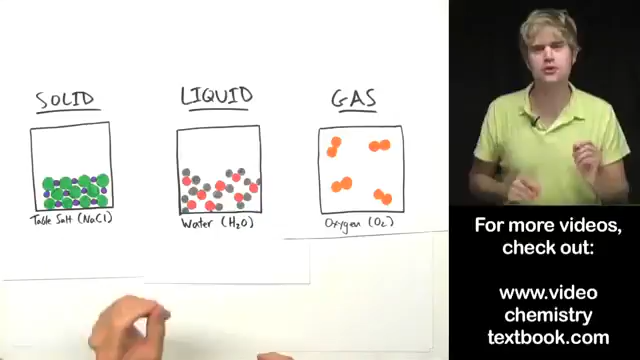 SOLID
LIQUID
GAS
Table Salt (NaCl)
Water (H₂O)
Oxygen (O₂)
For more videos,
check out:
www.video
chemistry
textbook.com